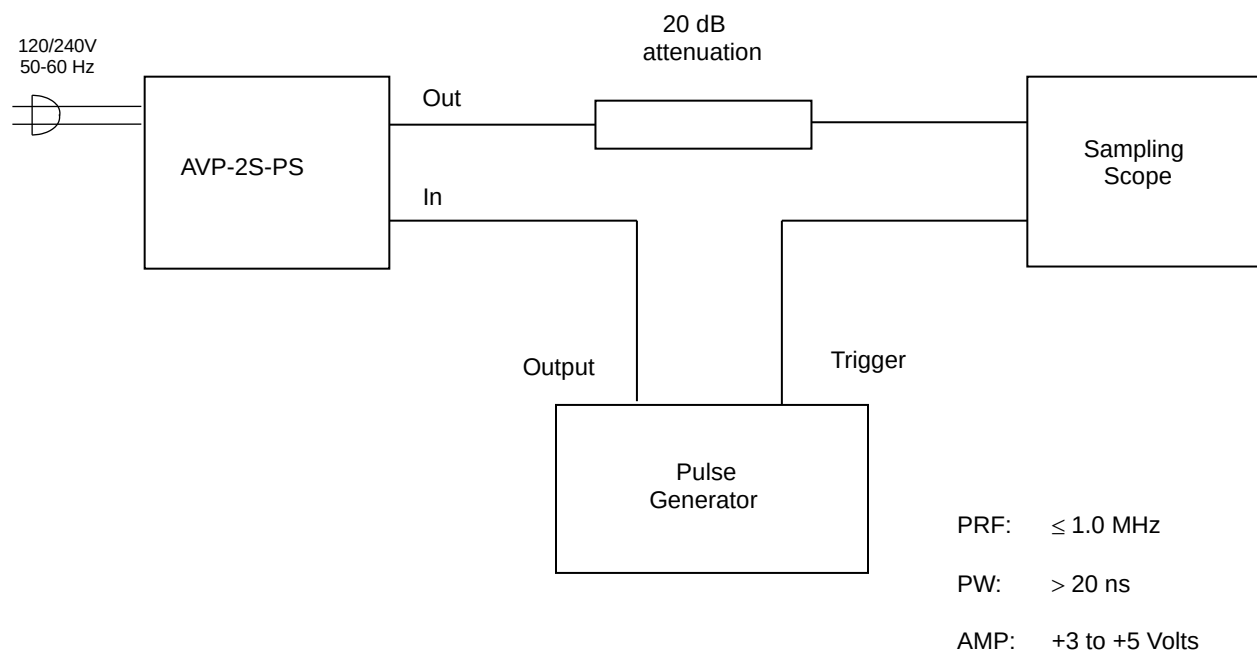 20 dB
attenuation
120/240V
50-60 Hz
Out
AVP-2S-PS
Sampling
Scope
In
Output
Trigger
Pulse
Generator
PRF: ≤ 1.0 MHz
PW: > 20 ns
AMP: +3 to +5 Volts